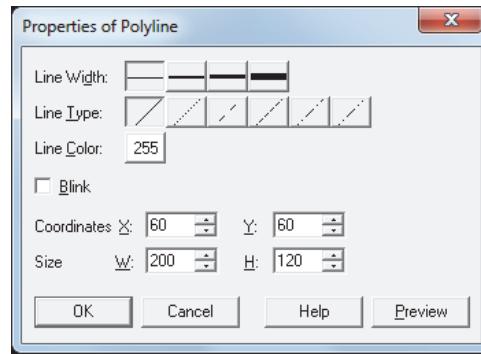 Properties of Polyline
Line Width:
Line Type:
Line Color: 255
Blink
Coordinates X: 60 Y: 60
Size W: 200 H: 120
OK Cancel Help Preview